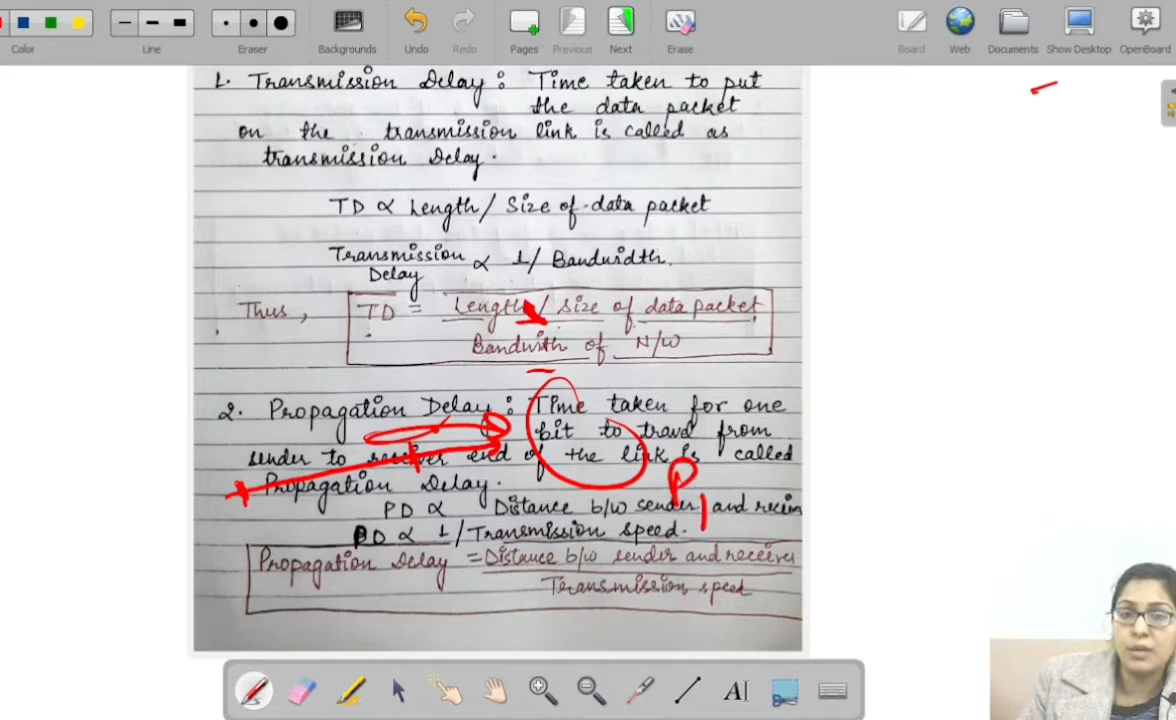 Color
Line
Eraser
Backgrounds
Undo
Redo
Pages
Previous
Next
Erase
Board
Web
Documents
Show Desktop
OpenBoard
1. Transmission Delay : Time taken to put
the data packet
on the transmission link is called as
transmission Delay.
TD ∝ Length / Size of data packet
Transmission Delay ∝ 1/ Bandwidth.
Thus, TD = Length / Size of data packet
Bandwith of N/W
2. Propagation Delay : Time taken for one
bit to travel from
sender to receiver end of the link is called
Propagation Delay.
PD ∝ Distance b/w sender and
PD ∝ 1/Transmission speed.
Propagation Delay = Distance b/w sender and receiver
Transmission speed
P
AI